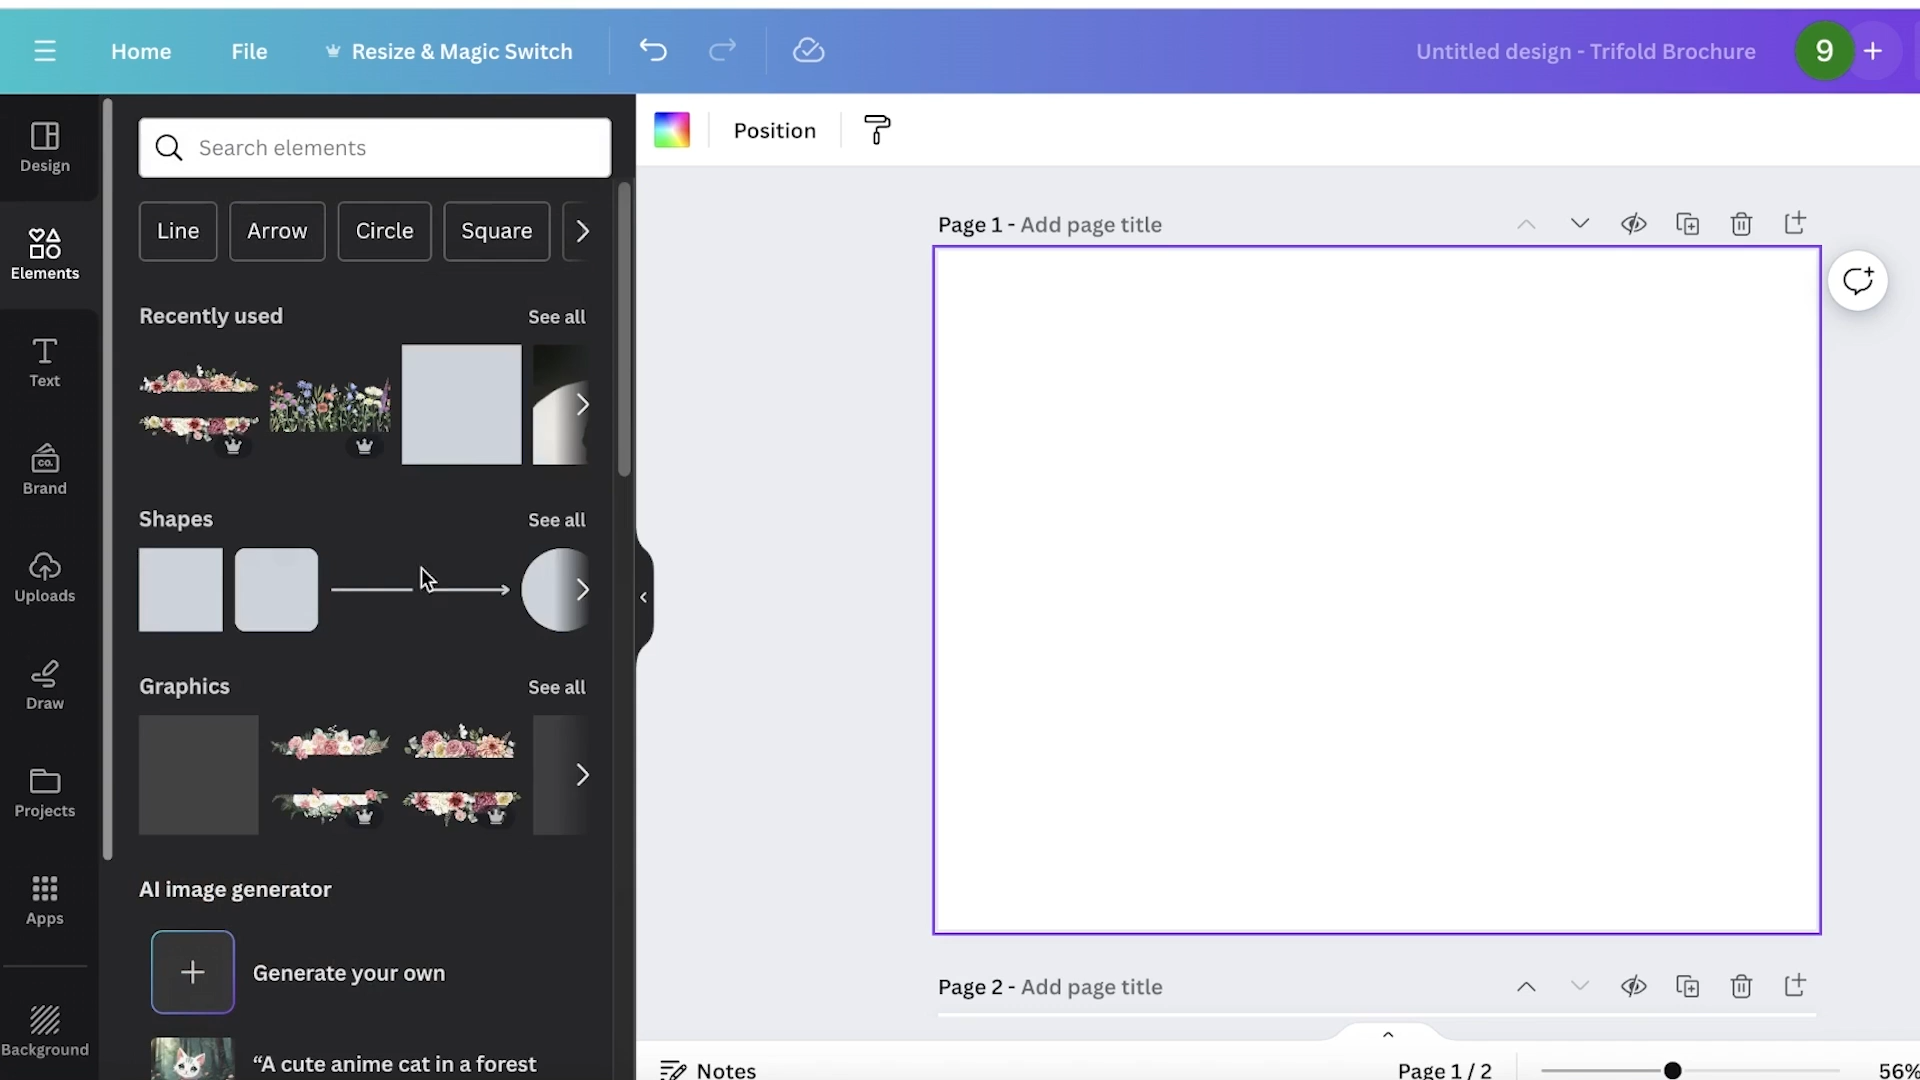 Home File Resize & Magic Switch Untitled design - Trifold Brochure 9
Design
Elements
Text
CO.
Brand
Uploads
Draw
Projects
Apps
Background
Search elements
Line Arrow Circle Square
Recently used See all
Shapes See all
Graphics See all
AI image generator
Generate your own
“A cute anime cat in a forest
Position
Page 1 - Add page title
Page 2 - Add page title
Notes Page 1 / 2 56%